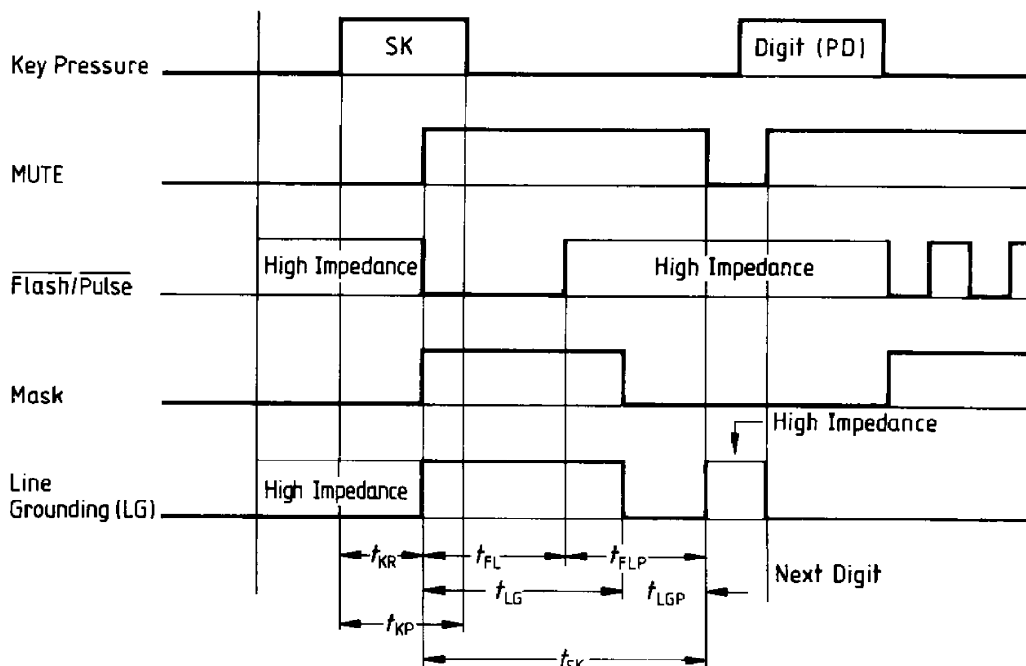 SK
Digit (PD)
Key Pressure
MUTE
High Impedance
High Impedance
Flash/Pulse
Mask
High Impedance
Line
Grounding (LG)
High Impedance
tKR
tFL
tFLP
Next Digit
tLG
tLGP
tKP
tSK